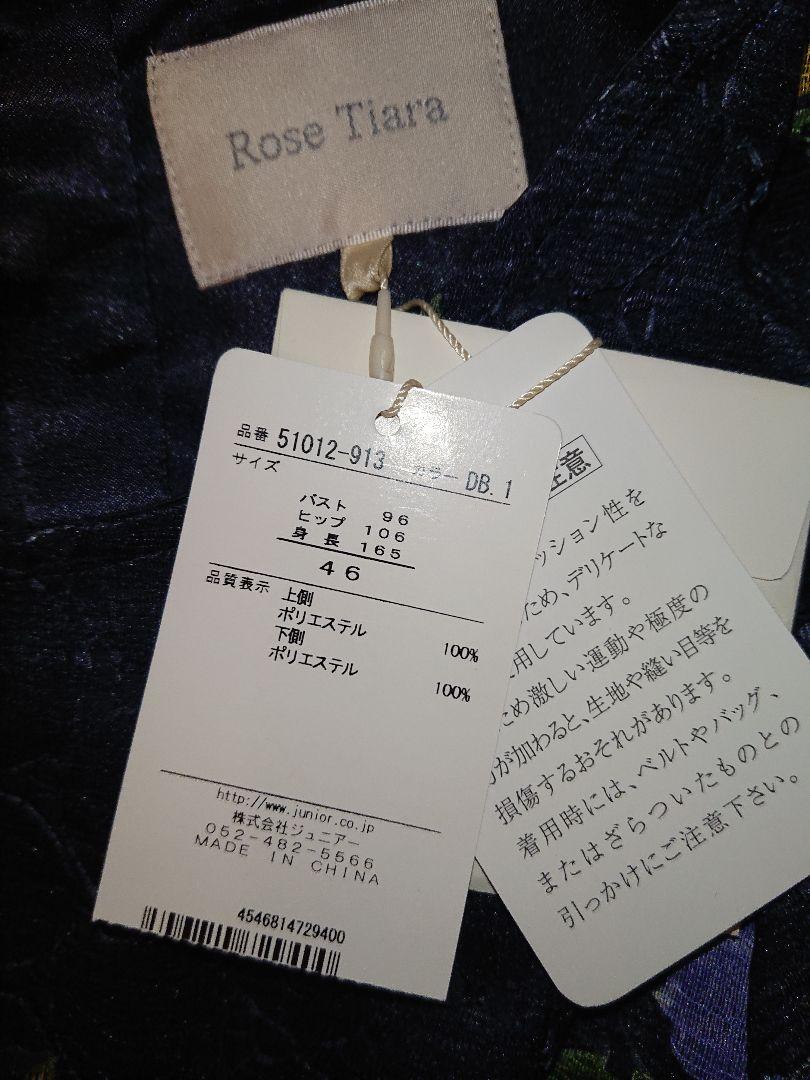 Rose Tiara
品番 51012-913 カラー DB. 1
サイズ
バスト 96
ヒップ 106
身長 165
46
品質表示 上側
ポリエステル 100%
下側
ポリエステル 100%
http://www.junior.co.jp
株式会社ジュニアー
052-482-5566
MADE IN CHINA
4546814729400
注意
ッション性を
ため、デリケートな
用しています。
ため激しい運動や極度の
が加わると、生地や縫い目等を
損傷するおそれがあります。
着用時には、ベルトやバッグ、
またはざらついたものとの
引っかけにご注意下さい。